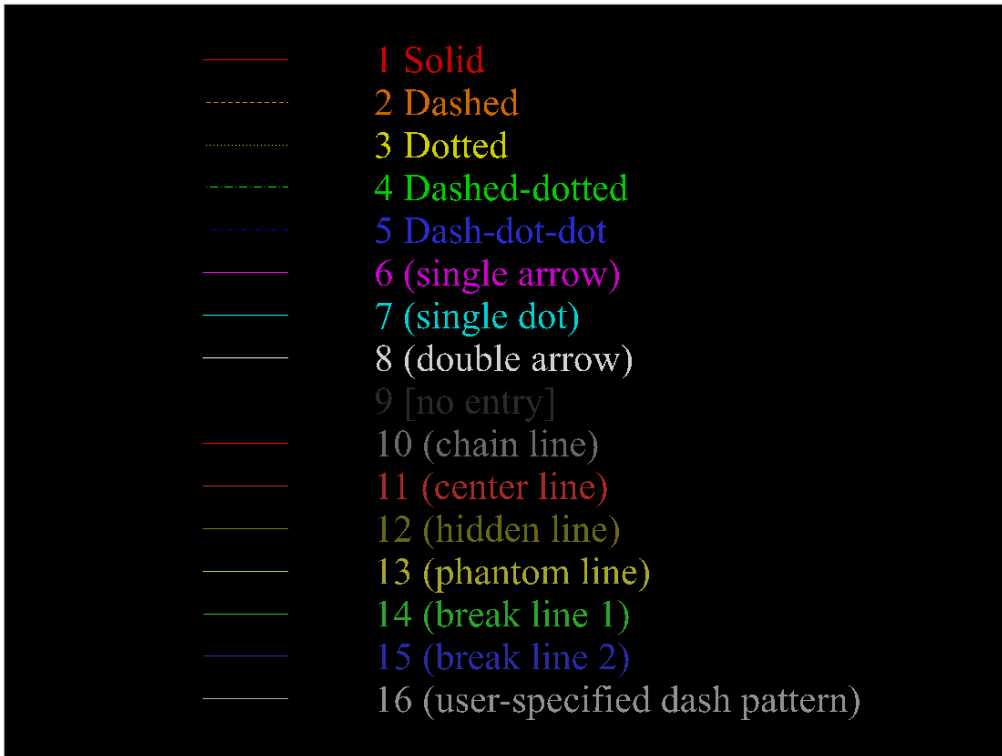 1 Solid
2 Dashed
3 Dotted
4 Dashed-dotted
5 Dash-dot-dot
6 (single arrow)
7 (single dot)
8 (double arrow)
9 [no entry]
10 (chain line)
11 (center line)
12 (hidden line)
13 (phantom line)
14 (break line 1)
15 (break line 2)
16 (user-specified dash pattern)